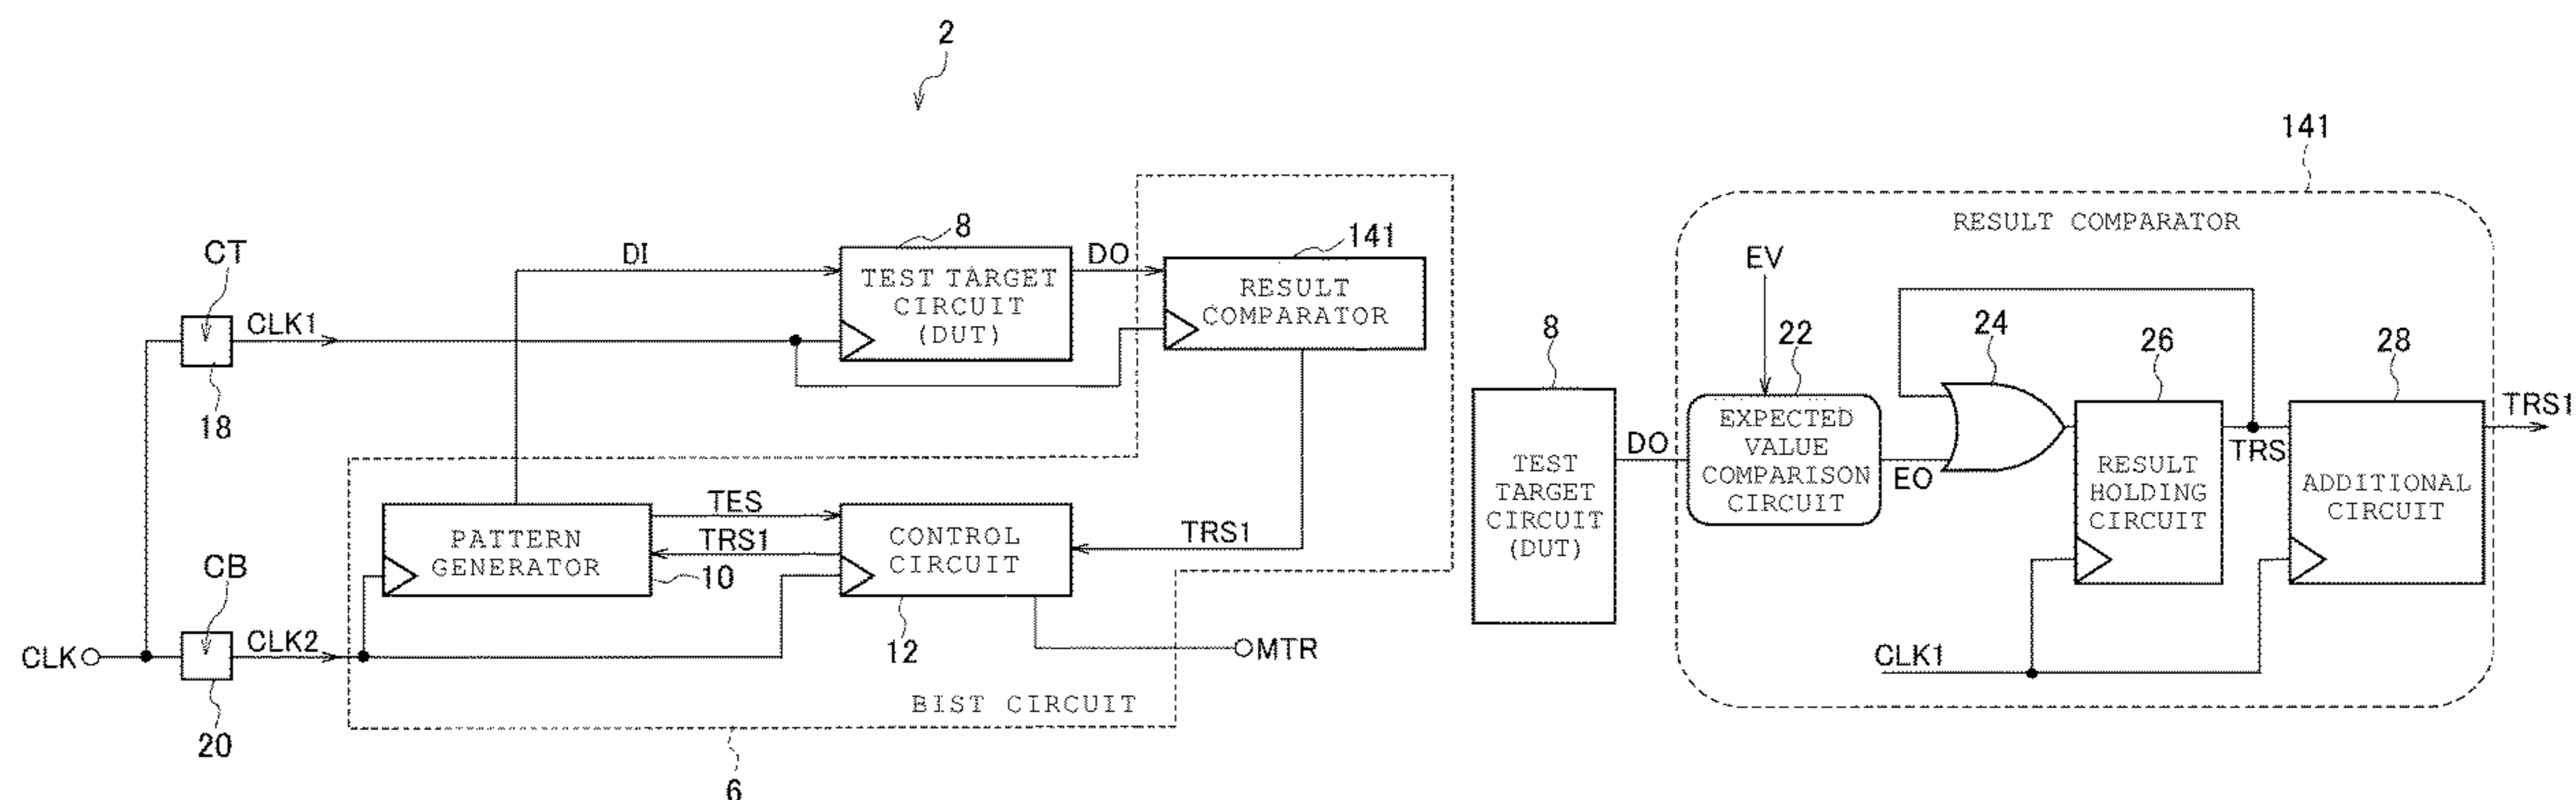 2
CT
CLK1
18
DI
8
TEST TARGET
CIRCUIT
(DUT)
DO
141
RESULT
COMPARATOR
TRS1
CB
CLK
CLK2
20
PATTERN
GENERATOR
10
TES
TRS1
CONTROL
CIRCUIT
12
MTR
BIST CIRCUIT
6
141
RESULT COMPARATOR
8
TEST
TARGET
CIRCUIT
(DUT)
DO
EV
22
EXPECTED
VALUE
COMPARISON
CIRCUIT
EO
24
26
RESULT
HOLDING
CIRCUIT
TRS
28
ADDITIONAL
CIRCUIT
TRS1
CLK1